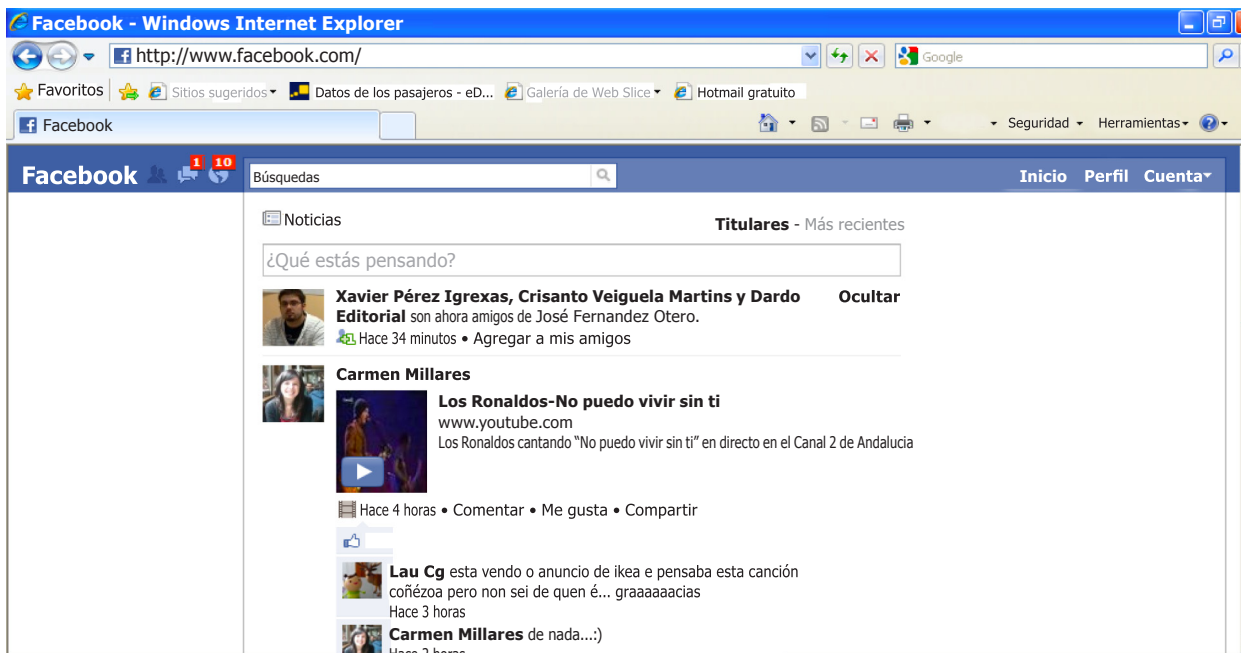 Facebook - Windows Internet Explorer
http://www.facebook.com/
Google
Favoritos Sitios sugeridos Datos de los pasajeros - eD... Galería de Web Slice Hotmail gratuito
Facebook
Seguridad Herramientas
Facebook 1 10 Búsquedas Inicio Perfil Cuenta
Noticias Titulares - Más recientes
¿Qué estás pensando?
Xavier Pérez Igrexas, Crisanto Veiguela Martins y Dardo Ocultar
Editorial son ahora amigos de José Fernandez Otero.
Hace 34 minutos • Agregar a mis amigos
Carmen Millares
Los Ronaldos-No puedo vivir sin ti
www.youtube.com
Los Ronaldos cantando “No puedo vivir sin ti” en directo en el Canal 2 de Andalucia
Hace 4 horas • Comentar • Me gusta • Compartir
Lau Cg esta vendo o anuncio de ikea e pensaba esta canción
coñézoa pero non sei de quen é... graaaaaacias
Hace 3 horas
Carmen Millares de nada...:)
Hace 3 horas